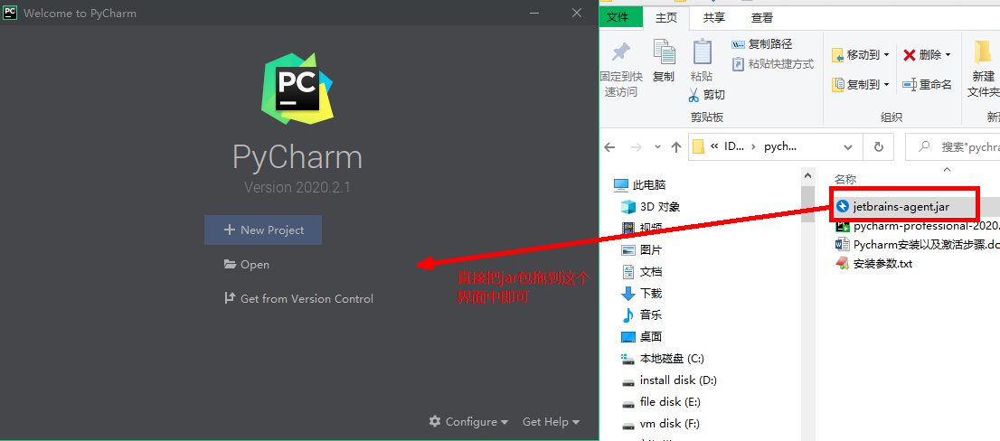 Welcome to PyCharm
PC
PC
PyCharm
Version 2020.2.1
New Project
Open
Get from Version Control
Configure
Get Help
直接把jar包拖到这个
界面中即可
文件
主页
共享
查看
固定到快
速访问
复制
粘贴
复制路径
粘贴快捷方式
剪切
剪贴板
移动到
复制到
删除
重命名
组织
新建
文件夹
« ID... › pych...
搜索"pychra
此电脑
3D 对象
视频
图片
文档
下载
音乐
桌面
本地磁盘 (C:)
install disk (D:)
file disk (E:)
vm disk (F:)
名称
jetbrains-agent.jar
pycharm-professional-2020.
Pycharm安装以及激活步骤.do
安装参数.txt